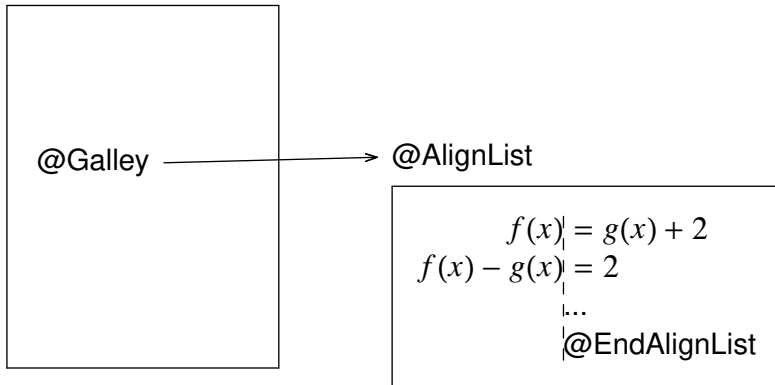 @Galley
@AlignList
f(x) = g(x) + 2
f(x) − g(x) = 2
...
@EndAlignList